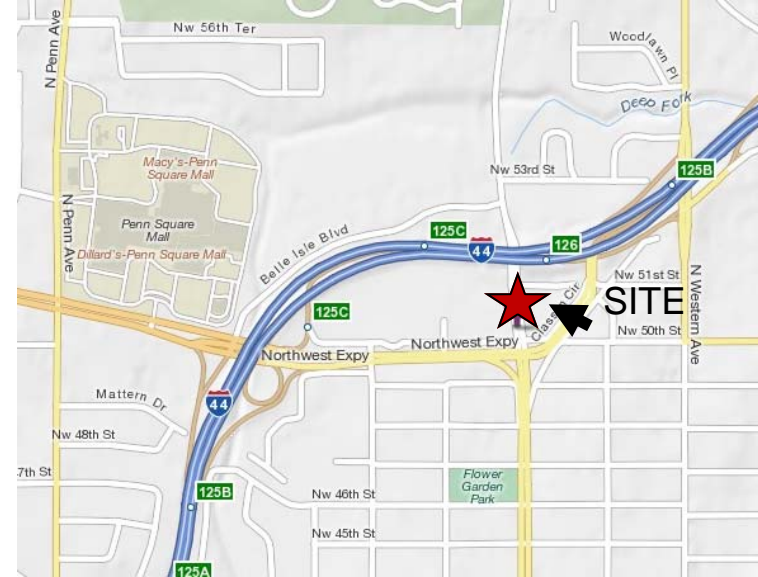 Nw 56th Ter
N Penn Ave
Woodlawn Pl
Deep Fork
Macy's-Penn
Square Mall
Nw 53rd St
125B
N Penn Ave
Penn Square
Mall
Dillard's-Penn Square Mall
Belle Isle Blvd
125C
44
126
Nw 51st St
N Western Ave
SITE
Classen Cir
125C
Nw 50th St
Northwest Expy
Northwest Expy
Mattern Dr
44
Nw 48th St
7th St
Flower
Garden
Park
125B
Nw 46th St
Nw 45th St
125A